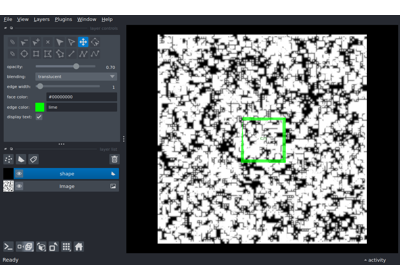 File View Layers Plugins Window Help
opacity: 0.70
blending: translucent
edge width: 1
face color: #00000000
edge color: lime
display text:
shape
Image
Ready
activity